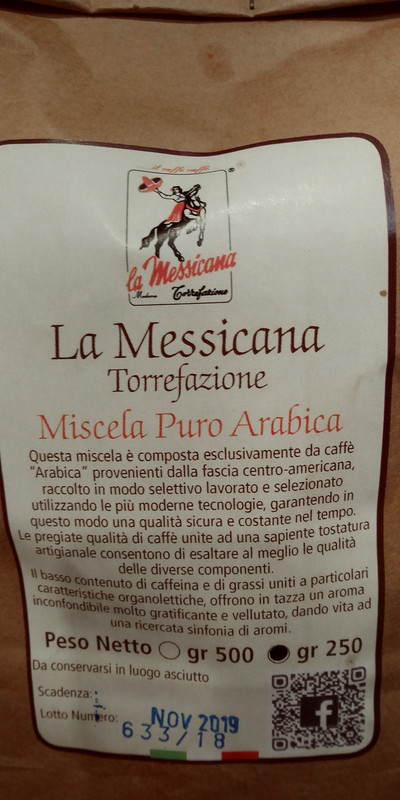 il caffè caffè
®
la Messicana
Modena Torrefazione
La Messicana
Torrefazione
Miscela Puro Arabica
Questa miscela è composta esclusivamente da caffè
"Arabica" provenienti dalla fascia centro-americana,
raccolto in modo selettivo lavorato e selezionato
utilizzando le più moderne tecnologie, garantendo in
questo modo una qualità sicura e costante nel tempo.
Le pregiate qualità di caffè unite ad una sapiente tostatura
artigianale consentono di esaltare al meglio le qualità
delle diverse componenti.
Il basso contenuto di caffeina e di grassi uniti a particolari
caratteristiche organolettiche, offrono in tazza un aroma
inconfondibile molto gratificante e vellutato, dando vita ad
una ricercata sinfonia di aromi.
Peso Netto gr 500 gr 250
Da conservarsi in luogo asciutto
Scadenza:
Lotto Numero: NOV 2019
633/18
f